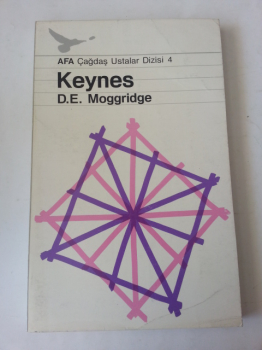 AFA Çağdaş Ustalar Dizisi 4
Keynes
D.E. Moggridge